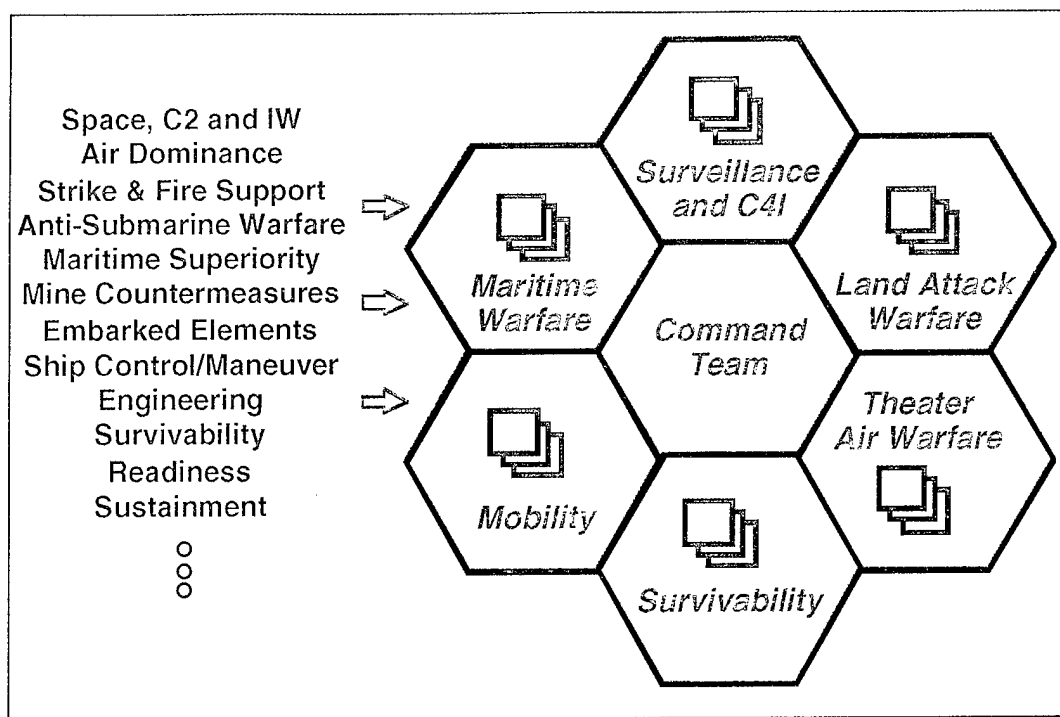 Space, C2 and IW
Air Dominance
Strike & Fire Support
Anti-Submarine Warfare
Maritime Superiority
Mine Countermeasures
Embarked Elements
Ship Control/Maneuver
Engineering
Survivability
Readiness
Sustainment
Surveillance
and C4I
Maritime
Warfare
Land Attack
Warfare
Command
Team
Theater
Air Warfare
Mobility
Survivability